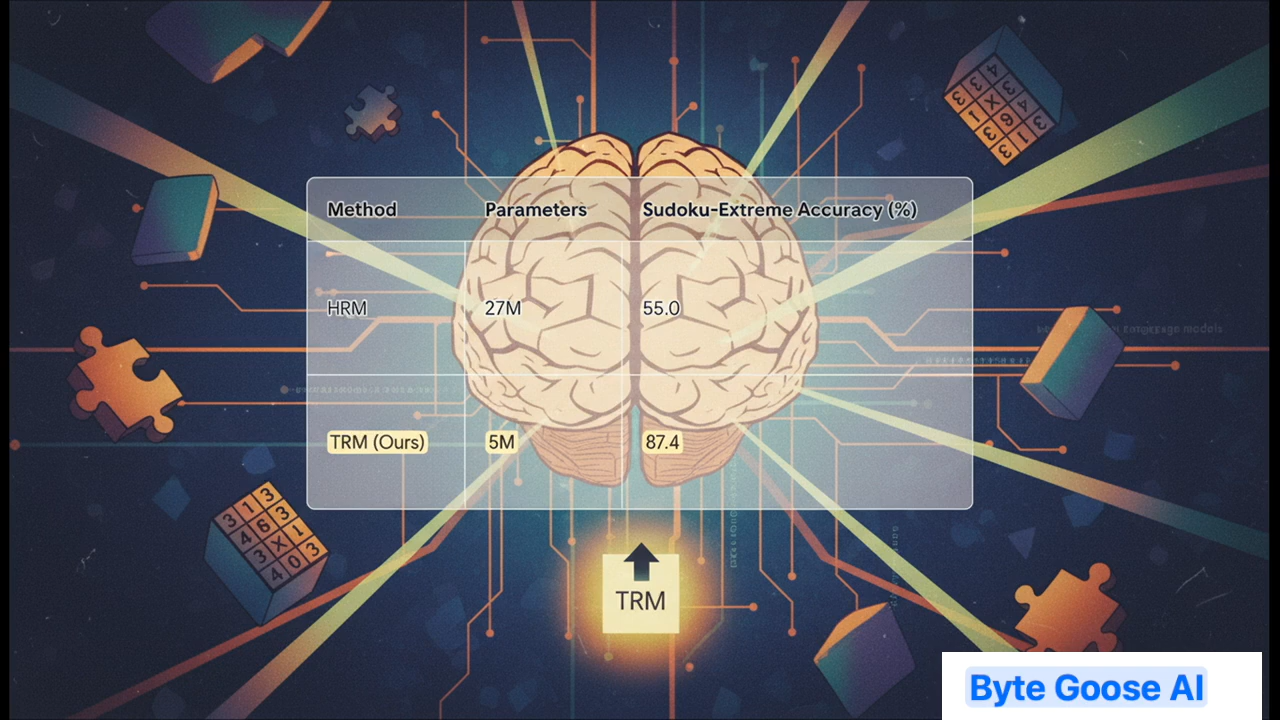 Method Parameters Sudoku-Extreme Accuracy (%)
HRM 27M 55.0
TRM (Ours) 5M 87.4
TRM
Byte Goose AI